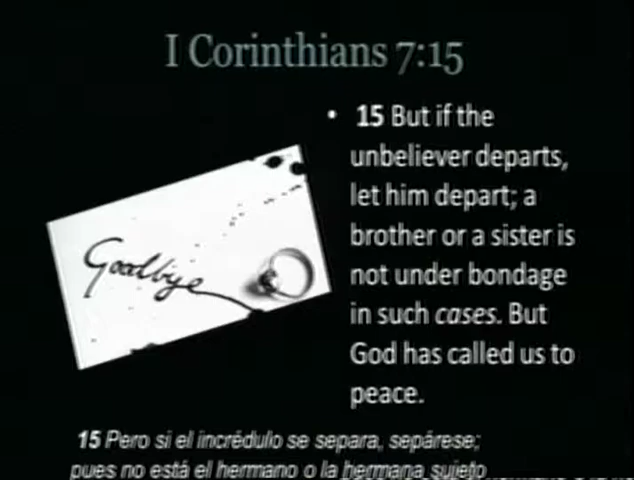 I Corinthians 7:15
• 15 But if the
unbeliever departs,
let him depart; a
brother or a sister is
not under bondage
in such cases. But
God has called us to
peace.
Goodbye
15 Pero si el incrédulo se separa, sepárese;
pues no está el hermano o la hermana sujeto